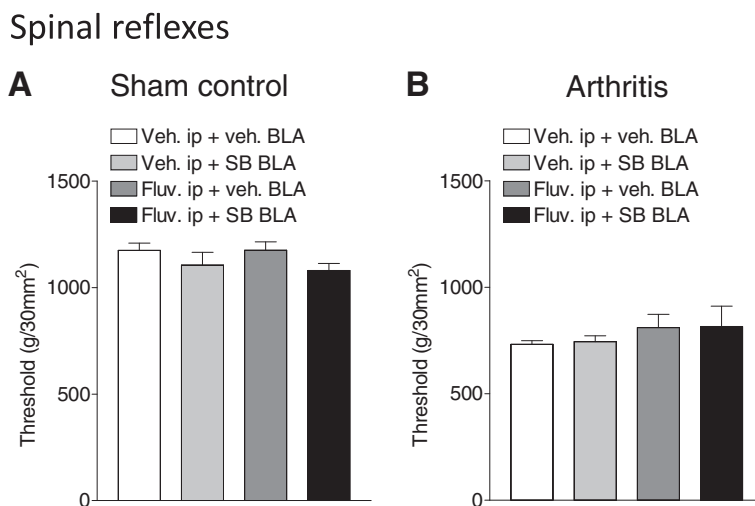 Spinal reflexes
A Sham control
Veh. ip + veh. BLA
Veh. ip + SB BLA
Fluv. ip + veh. BLA
Fluv. ip + SB BLA
1500
1000
500
0
Threshold (g/30mm²)
B Arthritis
Veh. ip + veh. BLA
Veh. ip + SB BLA
Fluv. ip + veh. BLA
Fluv. ip + SB BLA
1500
1000
500
0
Threshold (g/30mm²)